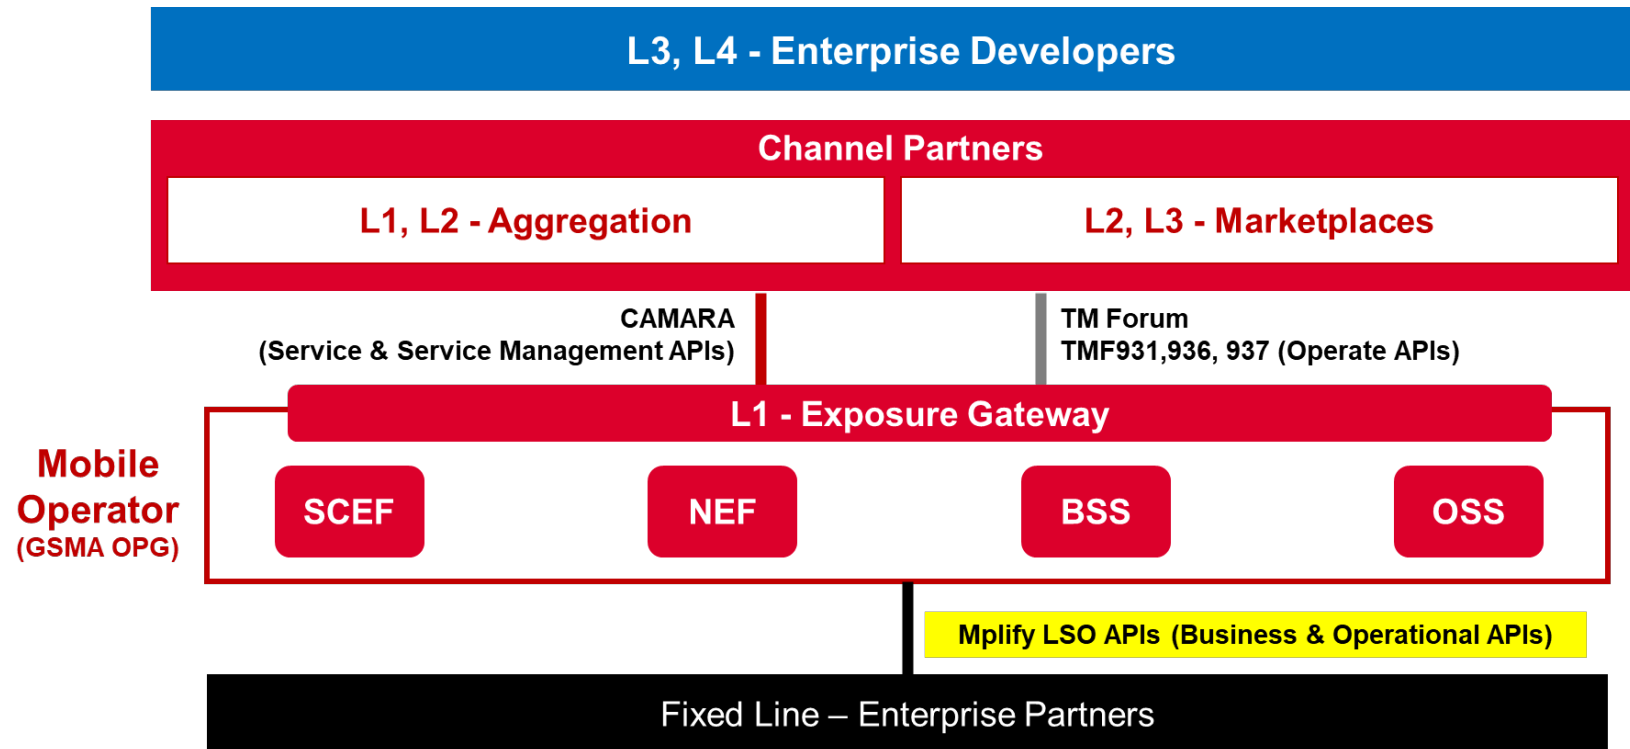 L3, L4 - Enterprise Developers
Channel Partners
L1, L2 - Aggregation
L2, L3 - Marketplaces
CAMARA
(Service & Service Management APIs)
TM Forum
TMF931,936, 937 (Operate APIs)
L1 - Exposure Gateway
Mobile
Operator
(GSMA OPG)
SCEF
NEF
BSS
OSS
Mplify LSO APIs (Business & Operational APIs)
Fixed Line – Enterprise Partners